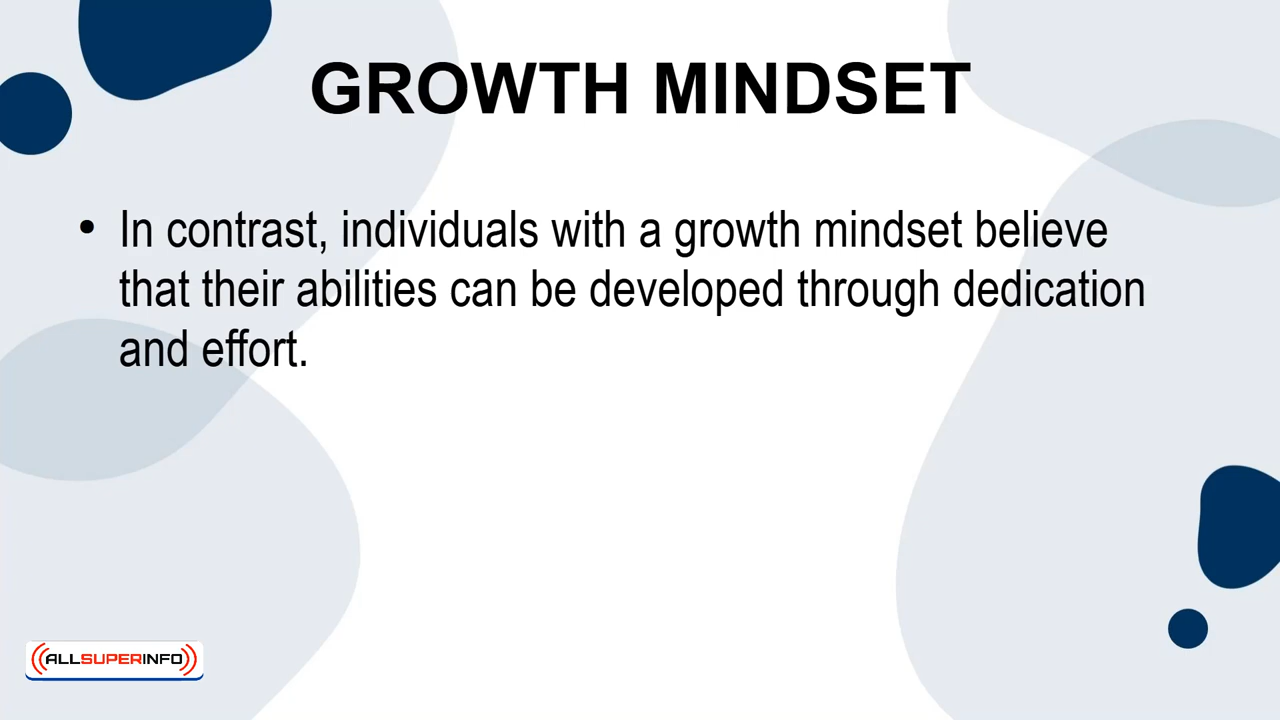 GROWTH MINDSET
• In contrast, individuals with a growth mindset believe
that their abilities can be developed through dedication
and effort.
ALLSUPERINFO